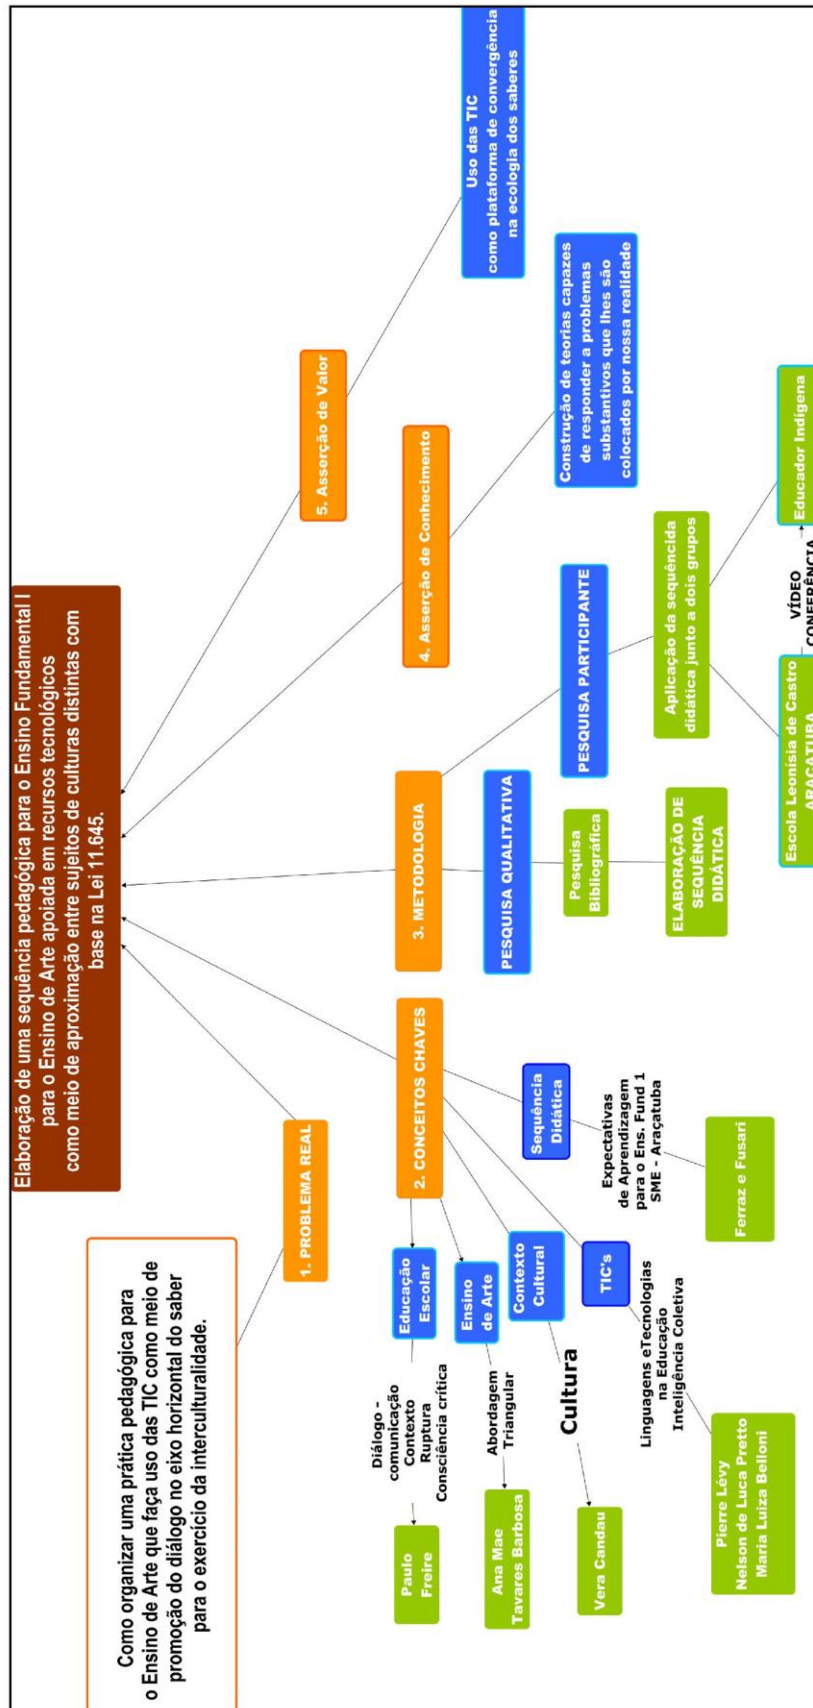 Elaboração de uma sequência pedagógica para o Ensino Fundamental I
para o Ensino de Arte apoiada em recursos tecnológicos
como meio de aproximação entre sujeitos de culturas distintas com
base na Lei 11.645.
Como organizar uma prática pedagógica para
o Ensino de Arte que faça uso das TIC como meio de
promoção do diálogo no eixo horizontal do saber
para o exercício da interculturalidade.
1. PROBLEMA REAL
2. CONCEITOS CHAVES
Educação
Escolar
Diálogo –
comunicação
Contexto
Ruptura
Consciência crítica
Paulo
Freire
Ensino
de Arte
Abordagem
Triangular
Ana Mae
Tavares Barbosa
Contexto
Cultural
Cultura
Vera Candau
TIC's
Linguagens eTecnologias
na Educação
Inteligência Coletiva
Pierre Lévy
Nelson de Luca Pretto
Maria Luiza Belloni
Sequência
Didática
Expectativas
de Aprendizagem
para o Ens. Fund 1
SME - Araçatuba
Ferraz e Fusari
3. METODOLOGIA
PESQUISA QUALITATIVA
Pesquisa
Bibliográfica
ELABORAÇÃO DE
SEQUÊNCIA
DIDÁTICA
PESQUISA PARTICIPANTE
Aplicação da sequêncida
didática junto a dois grupos
Escola Leonísia de Castro
ARAÇATUBA
VÍDEO
CONFERÊNCIA
Educador Indígena
4. Asserção de Conhecimento
Construção de teorias capazes
de responder a problemas
substantivos que lhes são
colocados por nossa realidade
5. Asserção de Valor
Uso das TIC
como plataforma de convergência
na ecologia dos saberes